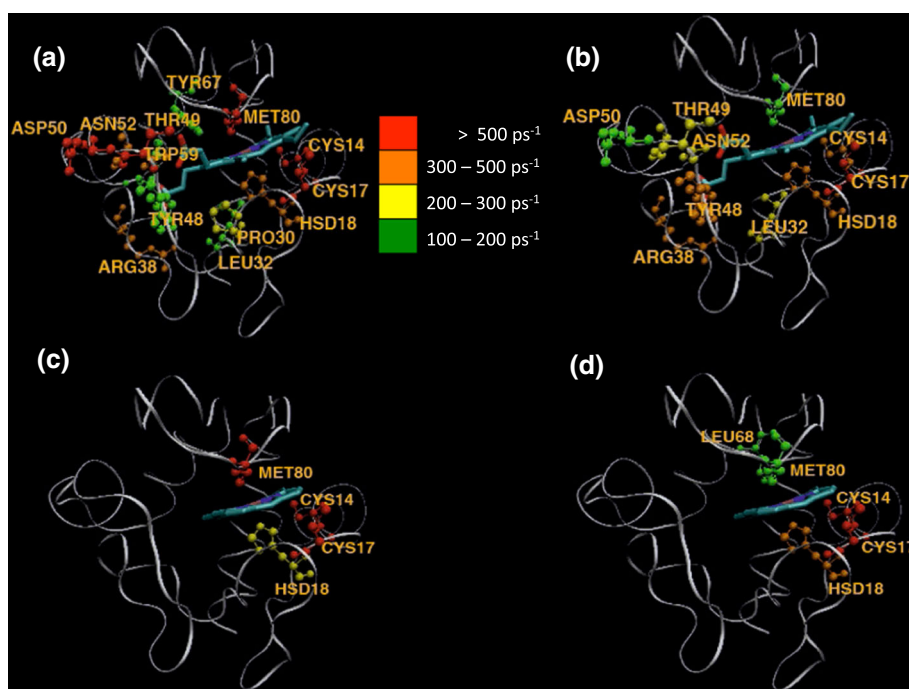 (a)
TYR67
ASP50 ASN52 THR49 MET80
TRP59
CYS14
CYS17
TYR48
PRO30 HSD18
ARG38 LEU32
> 500 ps-1
300 – 500 ps-1
200 – 300 ps-1
100 – 200 ps-1
(b)
THR49 MET80
ASP50
ASN52
CYS14
CYS17
TYR48 HSD18
LEU32
ARG38
(c)
MET80
CYS14
CYS17
HSD18
(d)
LEU68
MET80
CYS14
CYS17
HSD18